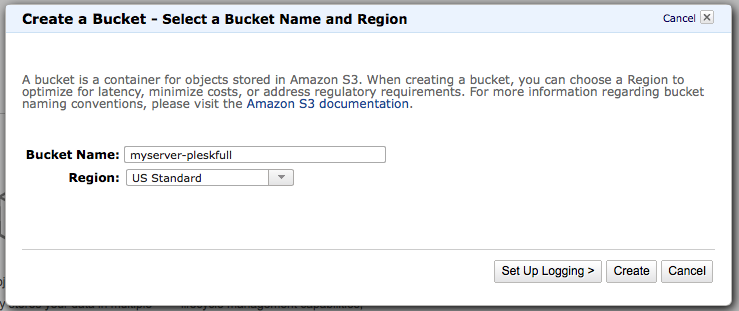 Create a Bucket - Select a Bucket Name and Region
Cancel
A bucket is a container for objects stored in Amazon S3. When creating a bucket, you can choose a Region to
optimize for latency, minimize costs, or address regulatory requirements. For more information regarding bucket
naming conventions, please visit the Amazon S3 documentation.
Bucket Name: myserver-pleskfull
Region: US Standard
Set Up Logging > Create Cancel